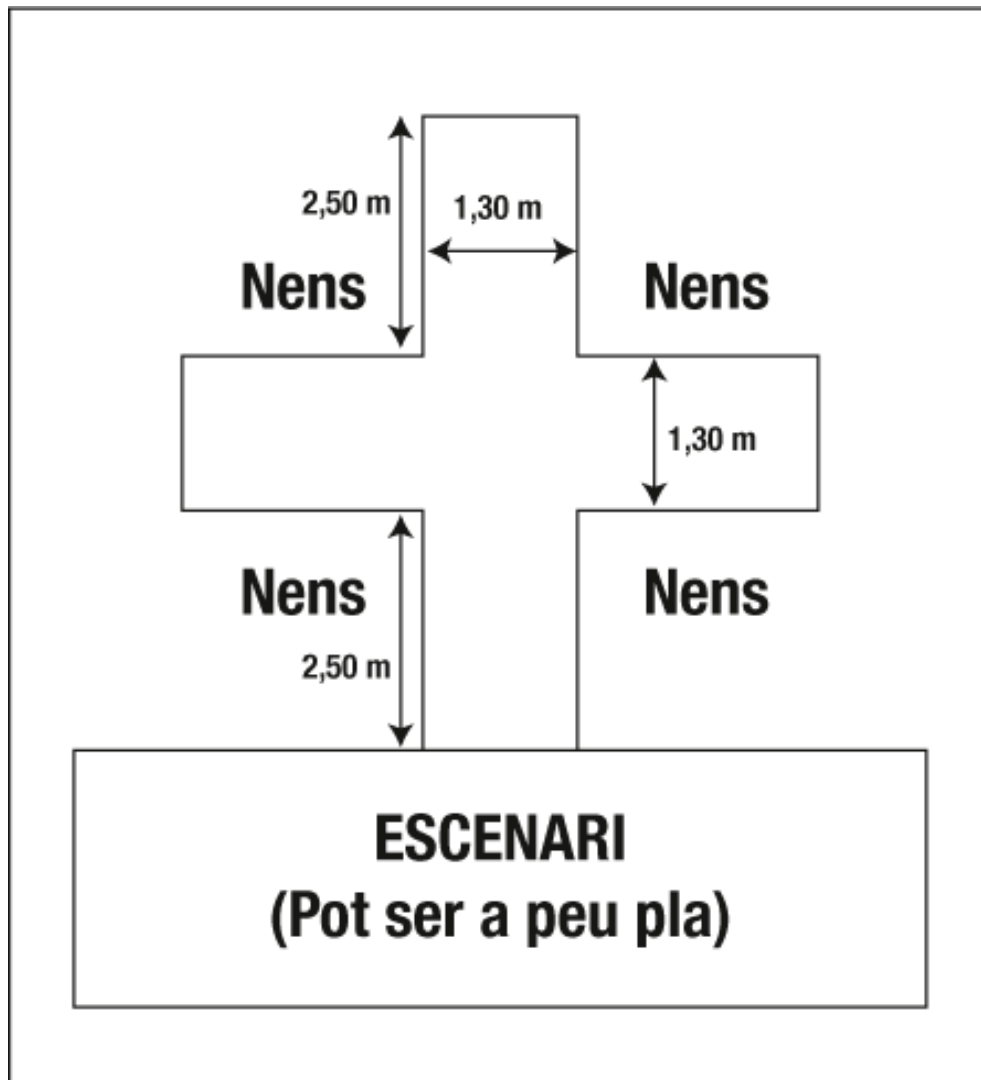 2,50 m
1,30 m
Nens
Nens
1,30 m
Nens
Nens
2,50 m
ESCENARI
(Pot ser a peu pla)